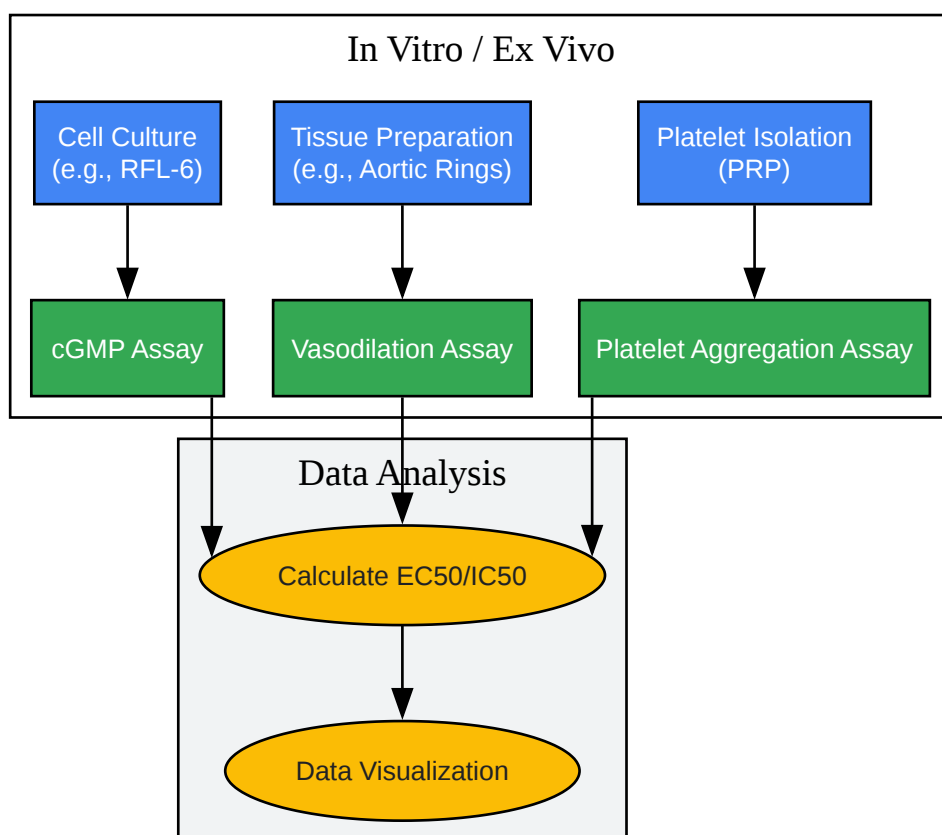 In Vitro / Ex Vivo
Cell Culture
(e.g., RFL-6)
Tissue Preparation
(e.g., Aortic Rings)
Platelet Isolation
(PRP)
cGMP Assay
Vasodilation Assay
Platelet Aggregation Assay
Data Analysis
Calculate EC50/IC50
Data Visualization